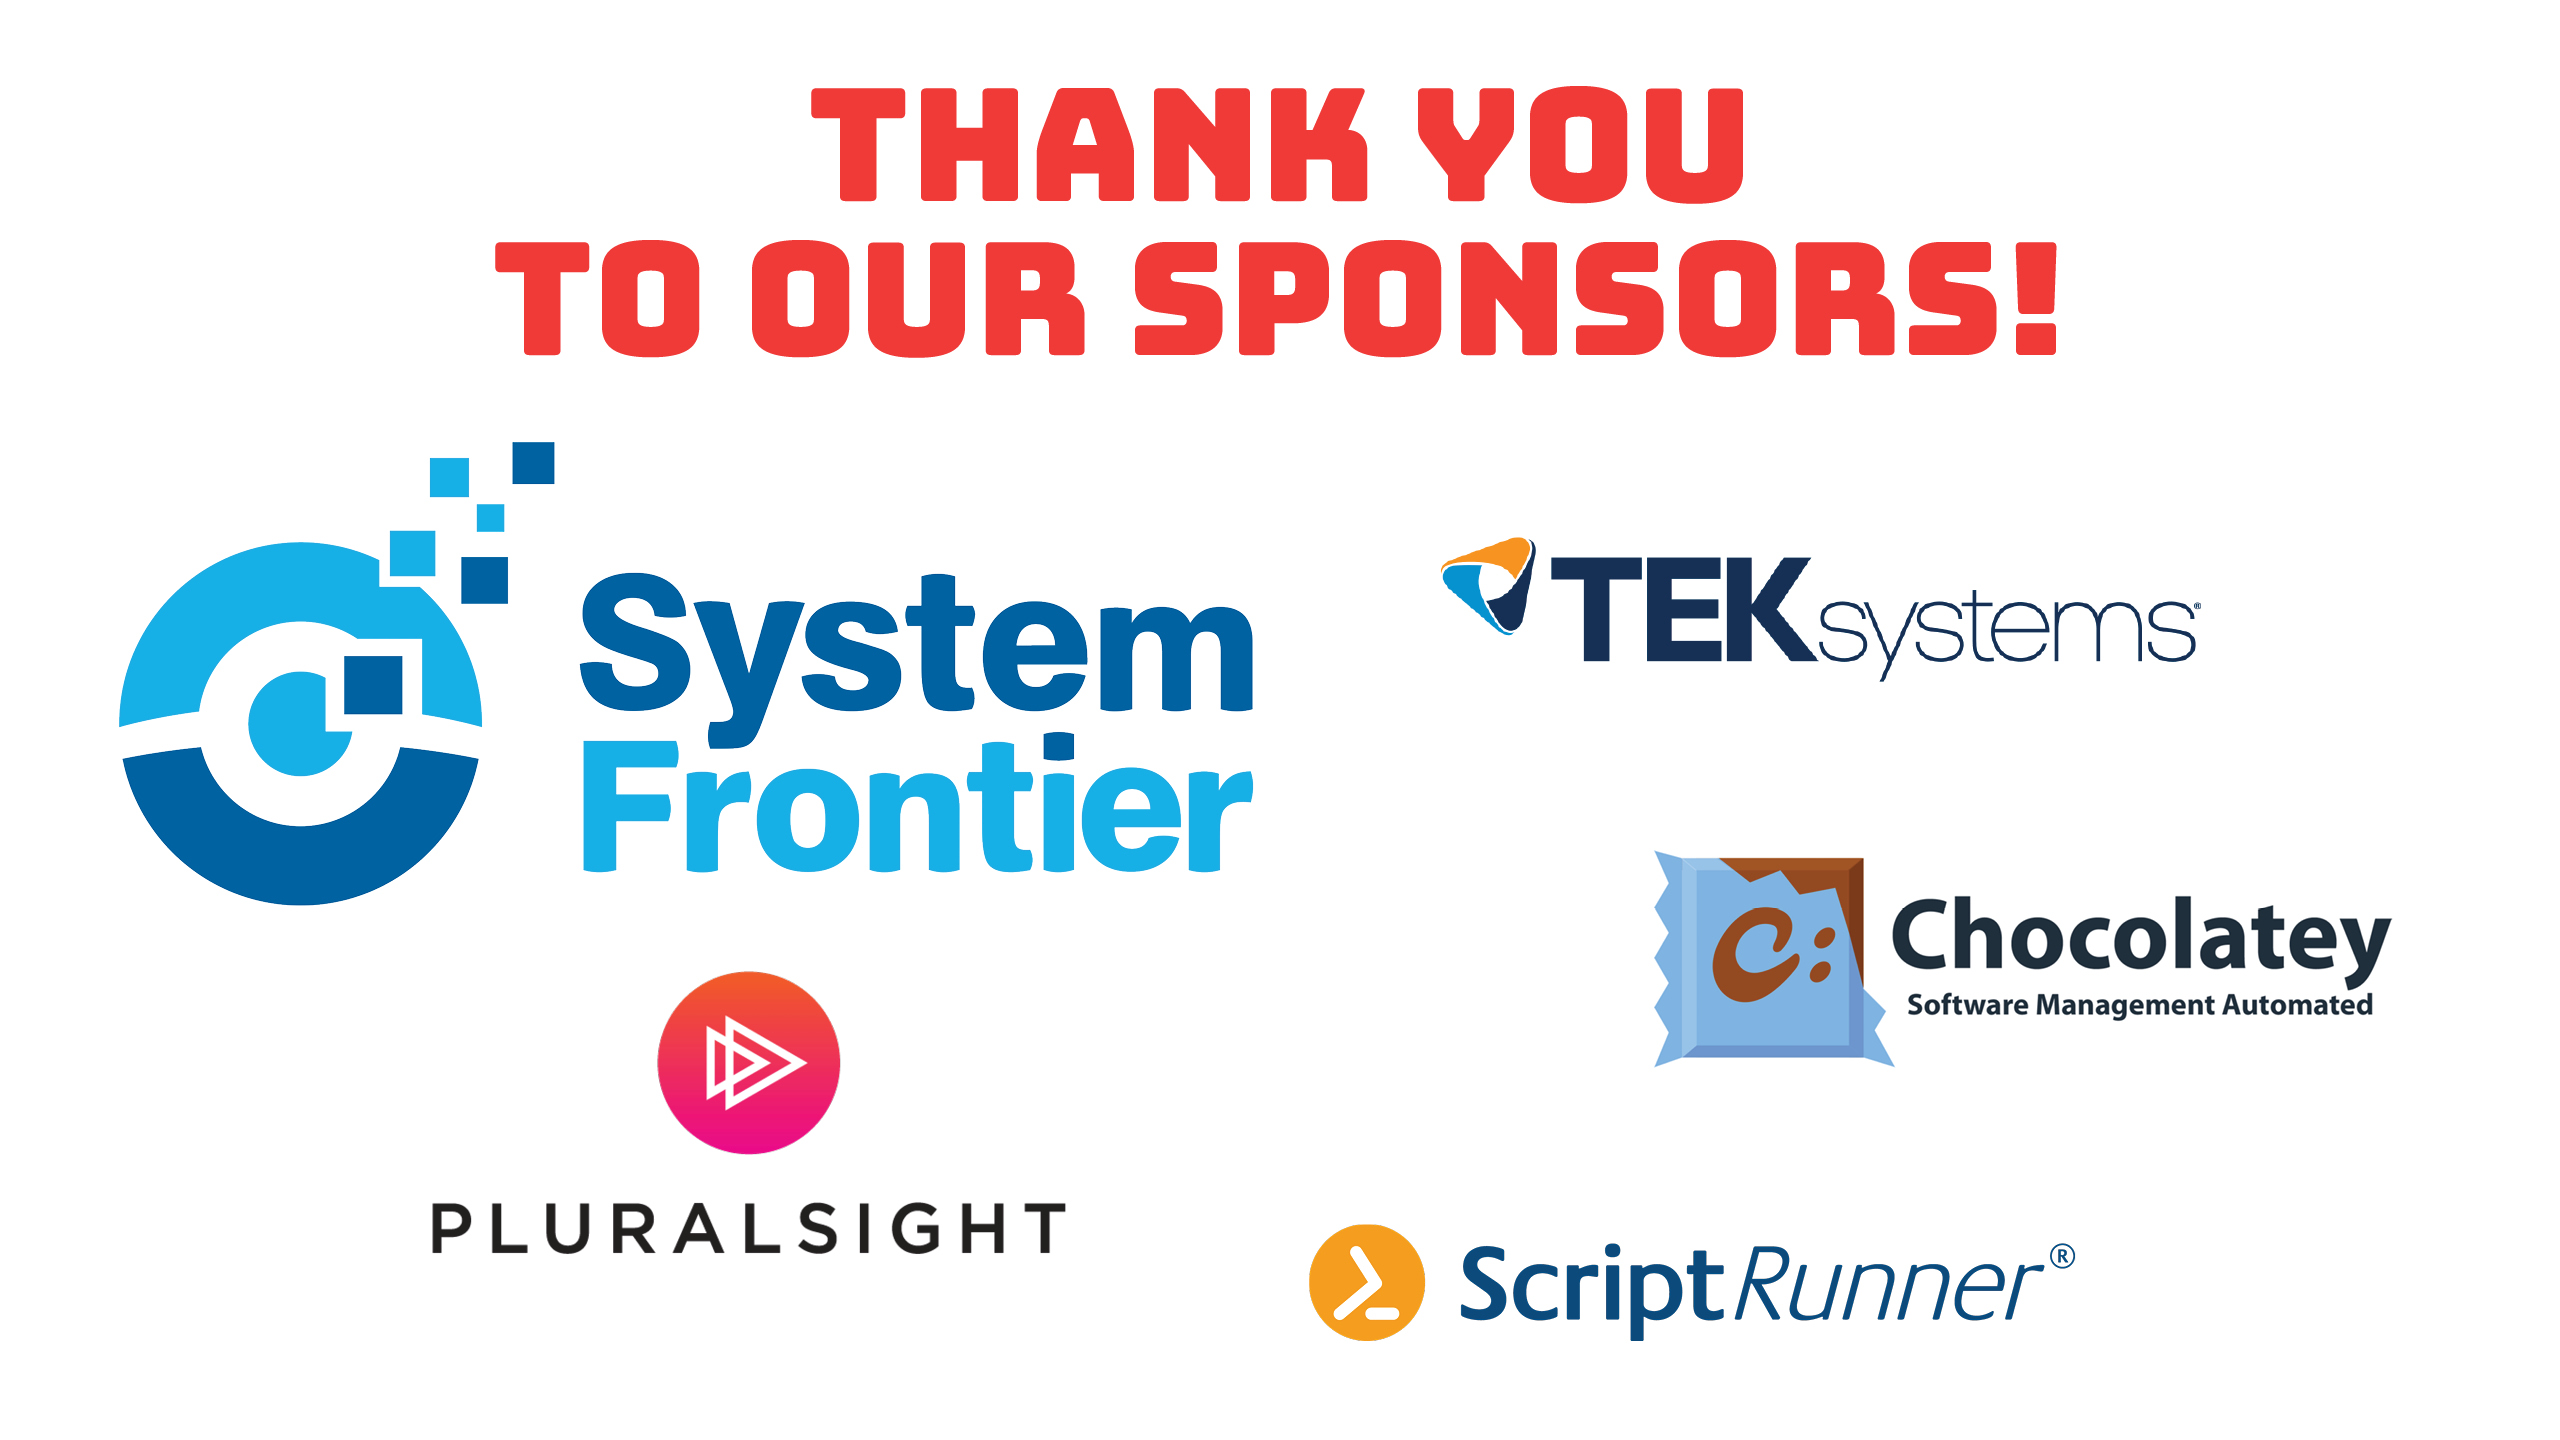 THANK YOU
TO OUR SPONSORS!
System
Frontier
TEKsystems®
C:
Chocolatey
Software Management Automated
PLURALSIGHT
ScriptRunner®